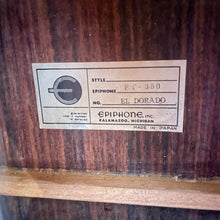 STYLE
EPIPHONE FT-350
NO. EL DORADO
EPIPHONE, INC.
KALAMAZOO, MICHIGAN
MADE IN JAPAN